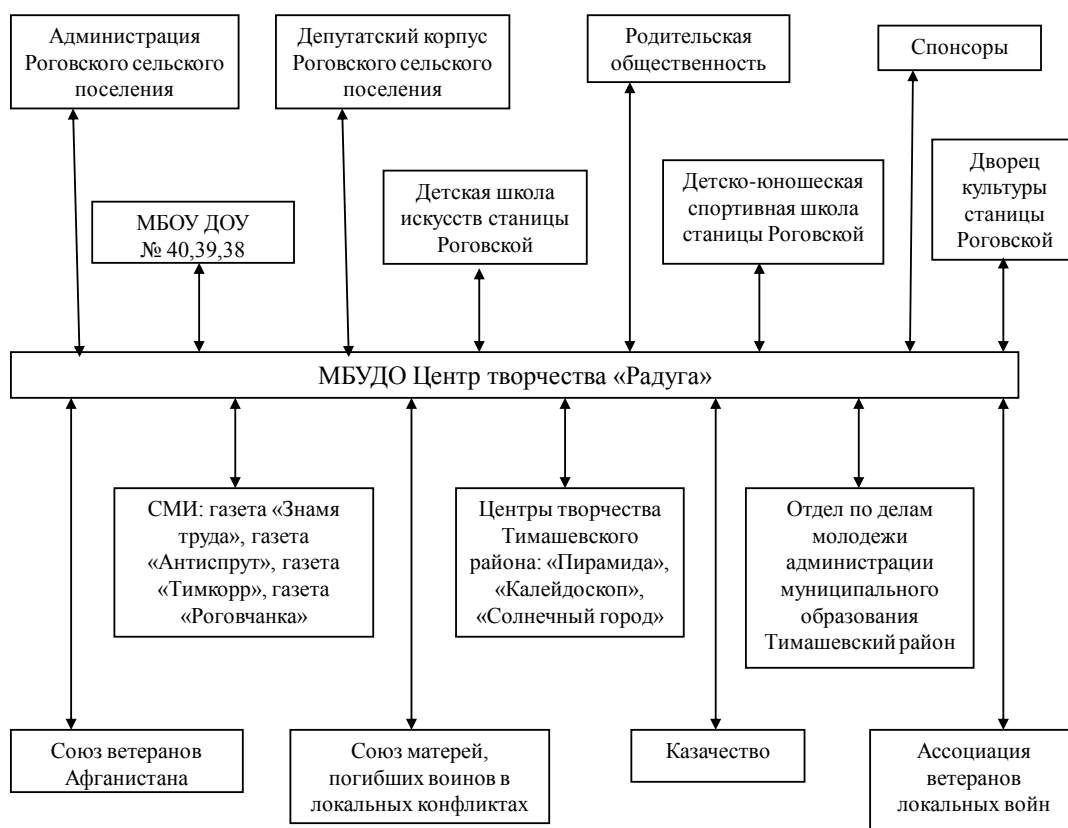 Администрация
Роговского сельского
поселения
Депутатский корпус
Роговского сельского
поселения
Родительская
общественность
Спонсоры
МБОУ ДОУ
№ 40,39,38
Детская школа
искусств станицы
Роговской
Детско-юношеская
спортивная школа
станицы Роговской
Дворец
культуры
станицы
Роговской
МБУДО Центр творчества «Радуга»
СМИ: газета «Знамя
труда», газета
«Антиспрут», газета
«Тимкорр», газета
«Роговчанка»
Центры творчества
Тимашевского
района: «Пирамида»,
«Калейдоскоп»,
«Солнечный город»
Отдел по делам
молодежи
администрации
муниципального
образования
Тимашевский район
Союз ветеранов
Афганистана
Союз матерей,
погибших воинов в
локальных конфликтах
Казачество
Ассоциация
ветеранов
локальных войн